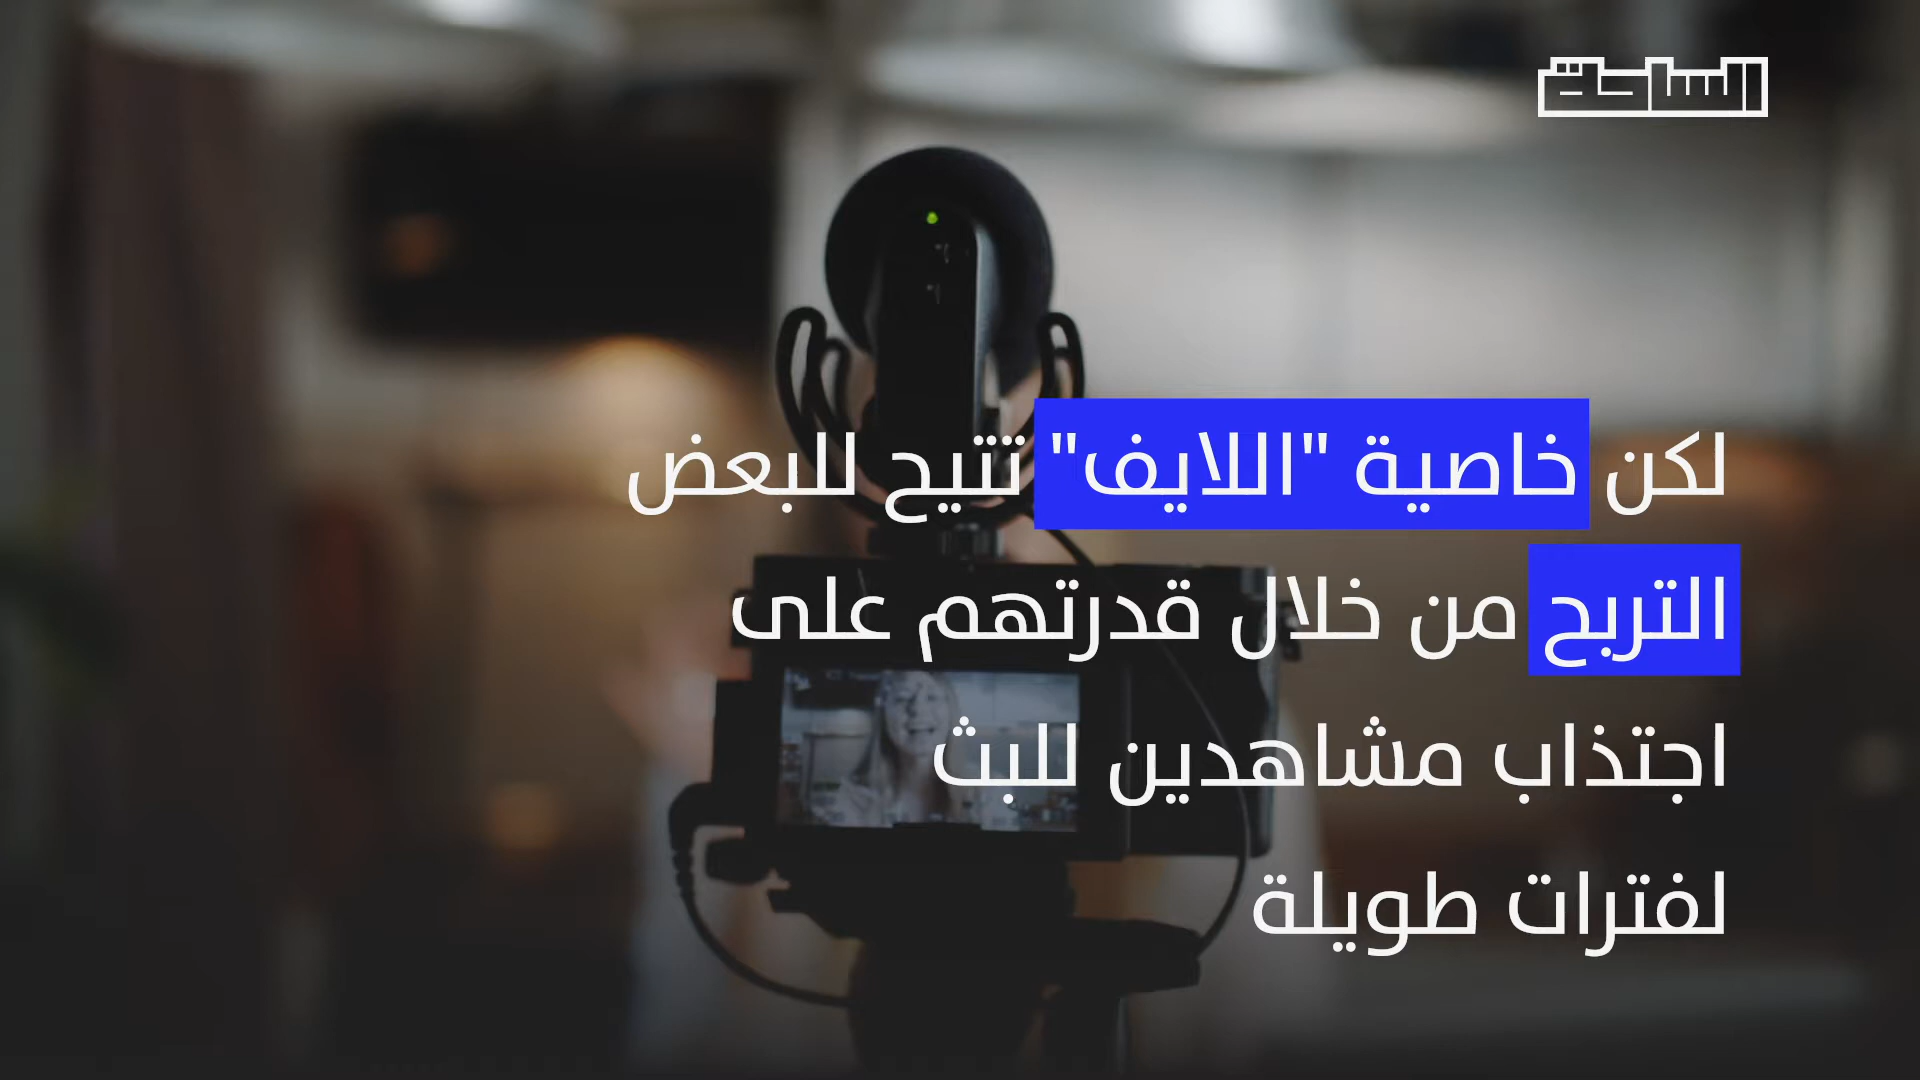 الساحة
لكن خاصية "اللايف" تتيح للبعض
التربح من خلال قدرتهم على
اجتذاب مشاهدين للبث
لفترات طويلة